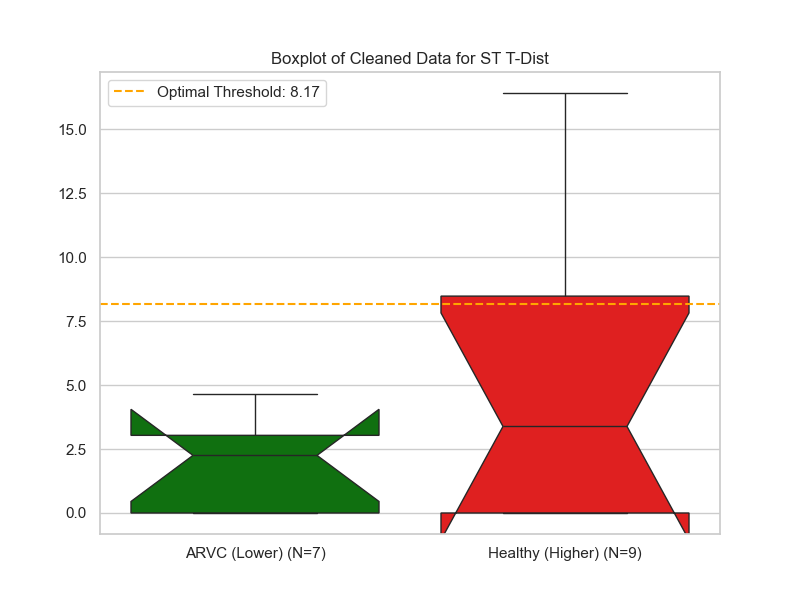 Boxplot of Cleaned Data for ST T-Dist
Optimal Threshold: 8.17
15.0
12.5
10.0
7.5
5.0
2.5
0.0
ARVC (Lower) (N=7)
Healthy (Higher) (N=9)